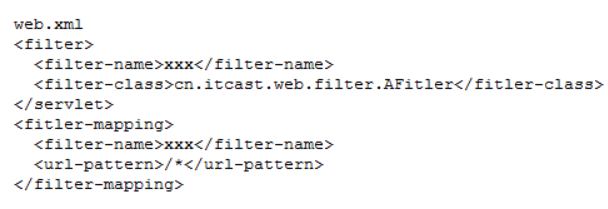 web.xml
<filter>
<filter-name>xxx</filter-name>
<filter-class>cn.itcast.web.filter.AFitler</fitler-class>
</servlet>
<fitler-mapping>
<filter-name>xxx</filter-name>
<url-pattern>/*</url-pattern>
</filter-mapping>